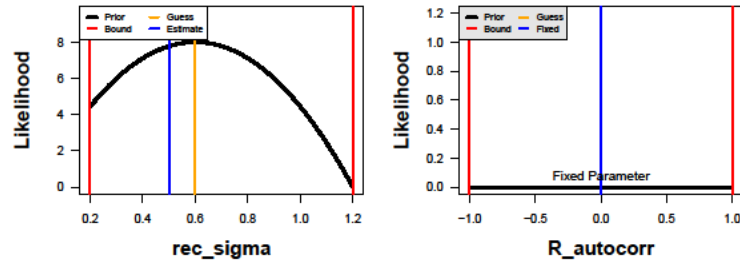 Prior Guess
Bound Estimate
Likelihood
8
6
4
2
0
0.2 0.4 0.6 0.8 1.0 1.2
rec_sigma
Prior Guess
Bound Fixed
Likelihood
1.2
1.0
0.8
0.6
0.4
0.2
0.0
Fixed Parameter
−1.0 −0.5 0.0 0.5 1.0
R_autocorr